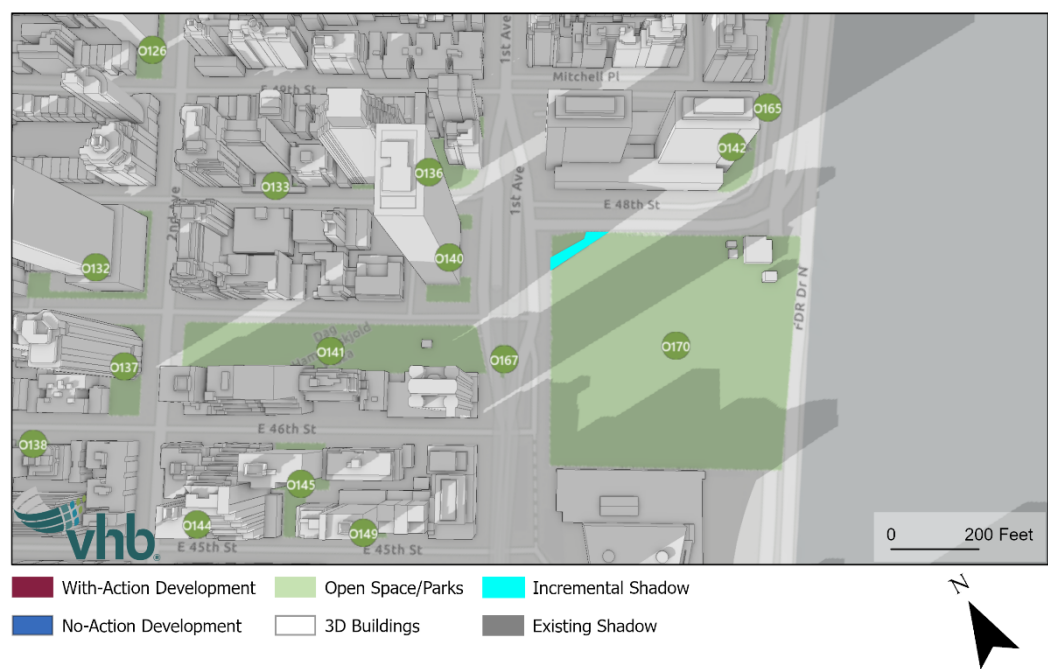 O126
1st Ave
Mitchell Pl
E 49th St
O165
O142
O136
O133
2nd Ave
1st Ave
E 48th St
O132
O140
FDR Dr N
Dag
O141
O167
O170
O137
E 46th St
O138
O145
O144
O149
vhb.
E 45th St
E 45th St
0 200 Feet
With-Action Development
Open Space/Parks
Incremental Shadow
No-Action Development
3D Buildings
Existing Shadow
N